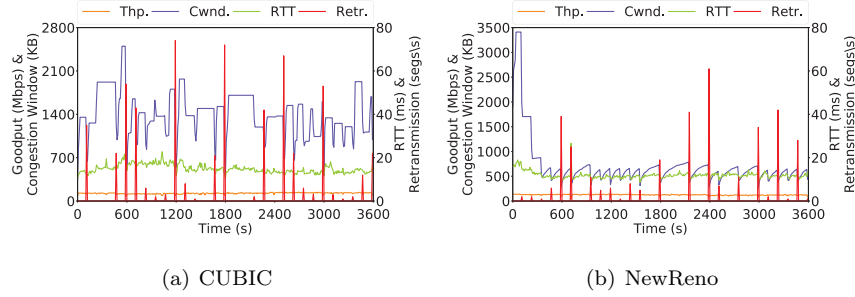 Thp. Cwnd. RTT Retr.
Goodput (Mbps) &
Congestion Window (KB)
2800
2100
1400
700
0
80
60
40
20
0
RTT (ms) &
Retransmission (segs\s)
0 600 1200 1800 2400 3000 3600
Time (s)
(a) CUBIC
Thp. Cwnd. RTT Retr.
Goodput (Mbps) &
Congestion Window (KB)
3500
3000
2500
2000
1500
1000
500
0
80
60
40
20
0
RTT (ms) &
Retransmission (segs\s)
0 600 1200 1800 2400 3000 3600
Time (s)
(b) NewReno